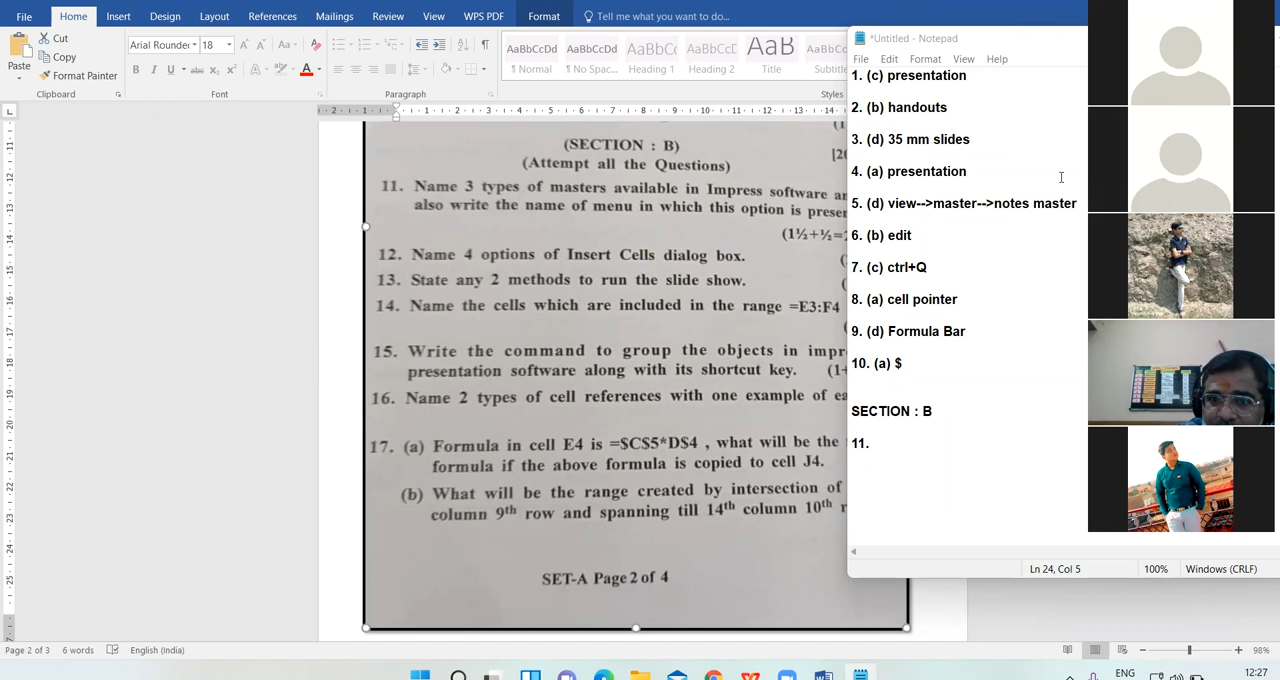 File Home Insert Design Layout References Mailings Review View WPS PDF Format Tell me what you want to do...
Paste
Cut
Copy
Format Painter
Clipboard
Arial Rounde 18
Font
Paragraph
AaBbCcDd AaBbCcDd AaBbC AaBbCcD AaB AaBbCc
¶ Normal ¶ No Spac... Heading 1 Heading 2 Title Subtitle
Styles
(SECTION : B)
(Attempt all the Questions)
11. Name 3 types of masters available in Impress software an
also write the name of menu in which this option is prese
(1½+½=
12. Name 4 options of Insert Cells dialog box.
13. State any 2 methods to run the slide show.
14. Name the cells which are included in the range =E3:F4
15. Write the command to group the objects in impr
presentation software along with its shortcut key. (1+
16. Name 2 types of cell references with one example of ea
17. (a) Formula in cell E4 is =$C$5*D$4 , what will be the
formula if the above formula is copied to cell J4.
(b) What will be the range created by intersection of
column 9th row and spanning till 14th column 10th r
SET-A Page 2 of 4
*Untitled - Notepad
File Edit Format View Help
1. (c) presentation
2. (b) handouts
3. (d) 35 mm slides
4. (a) presentation
5. (d) view-->master-->notes master
6. (b) edit
7. (c) ctrl+Q
8. (a) cell pointer
9. (d) Formula Bar
10. (a) $
SECTION : B
11.
Ln 24, Col 5 100% Windows (CRLF)
Page 2 of 3 6 words English (India) 98%
ENG 12:27